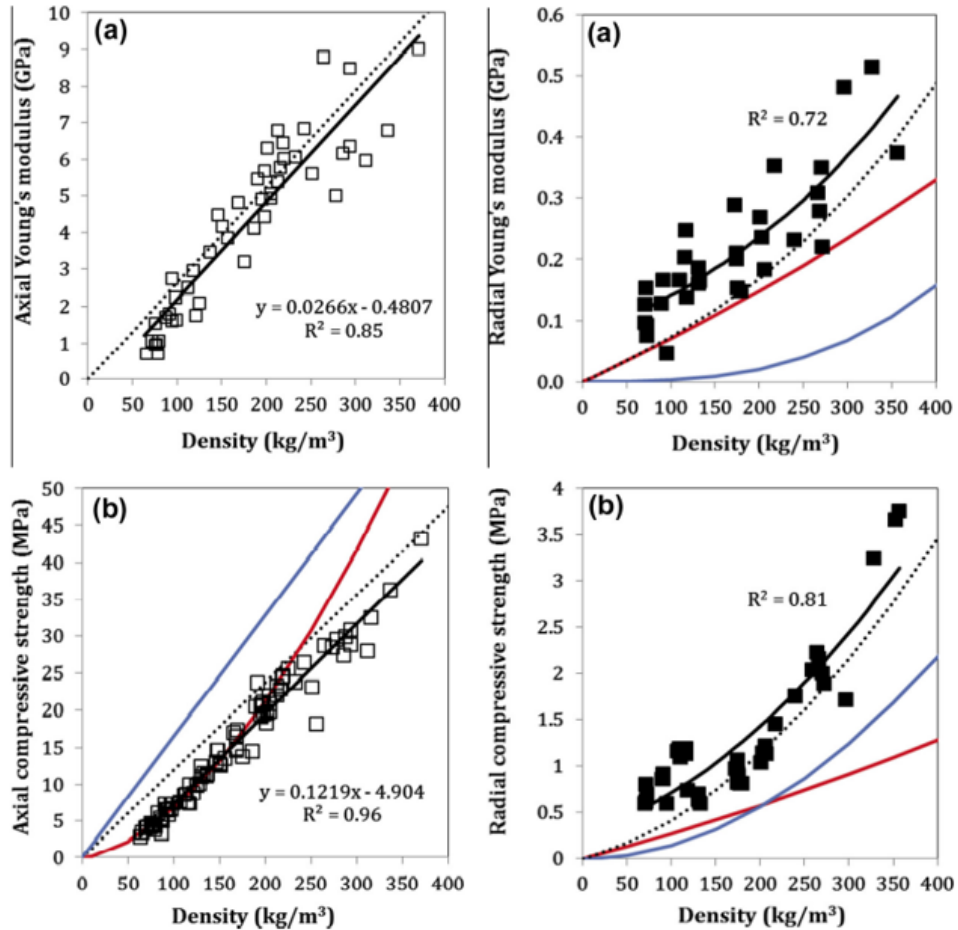 (a)
Axial Young's modulus (GPa)
10
9
8
7
6
5
4
3
2
1
0
y = 0.0266x - 0.4807
R² = 0.85
0 50 100 150 200 250 300 350 400
Density (kg/m³)
(a)
Radial Young's modulus (GPa)
0.6
0.5
0.4
0.3
0.2
0.1
0.0
R² = 0.72
0 50 100 150 200 250 300 350 400
Density (kg/m³)
(b)
Axial compressive strength (MPa)
50
45
40
35
30
25
20
15
10
5
0
y = 0.1219x - 4.904
R² = 0.96
0 50 100 150 200 250 300 350 400
Density (kg/m³)
(b)
Radial compressive strength (MPa)
4
3.5
3
2.5
2
1.5
1
0.5
0
R² = 0.81
0 50 100 150 200 250 300 350 400
Density (kg/m³)